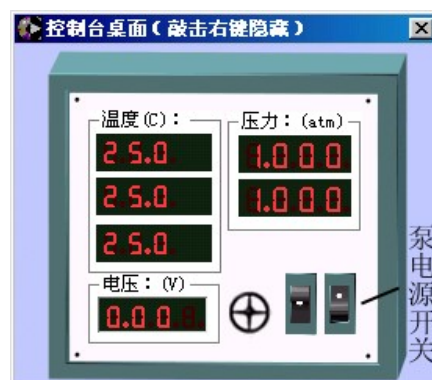 控制台桌面(敲击右键隐藏)
温度(C): 压力: (atm)
25.0 1.000
25.0 1.000
25.0
电压: (V)
0.00
泵
电
源
开
关